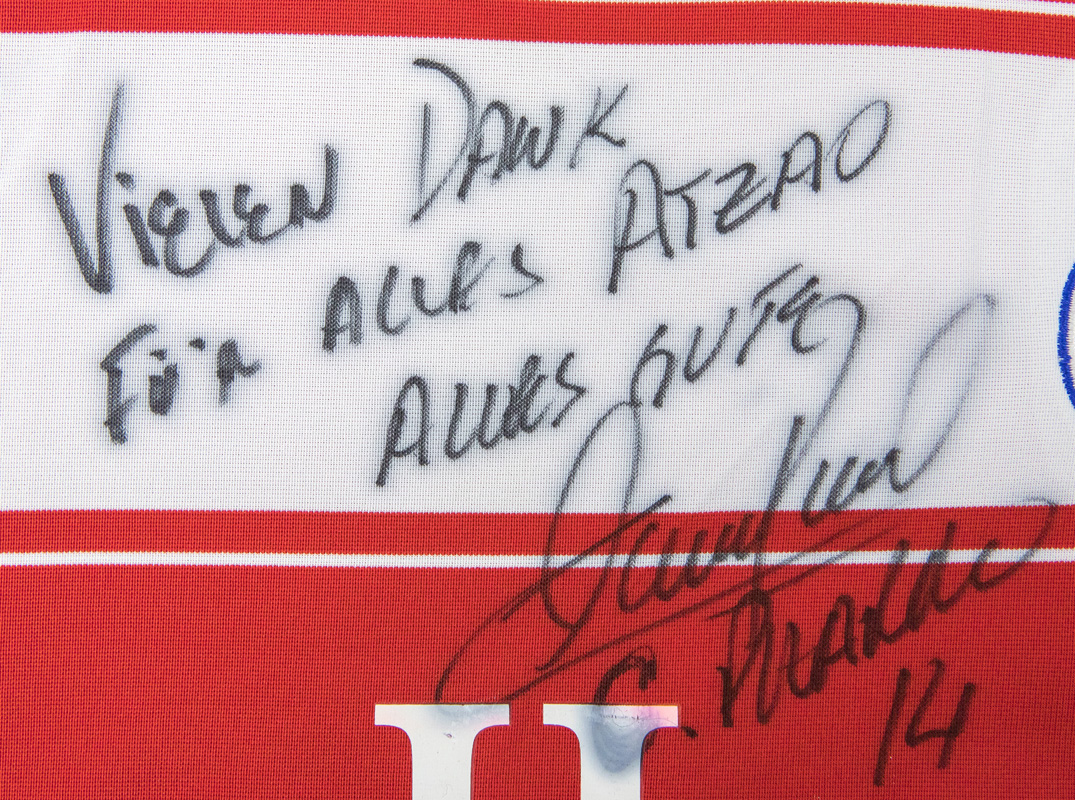 VIELEN DANK
FÜR ALLES ATZAO
ALLES GUTE
C. PIZARRO
14